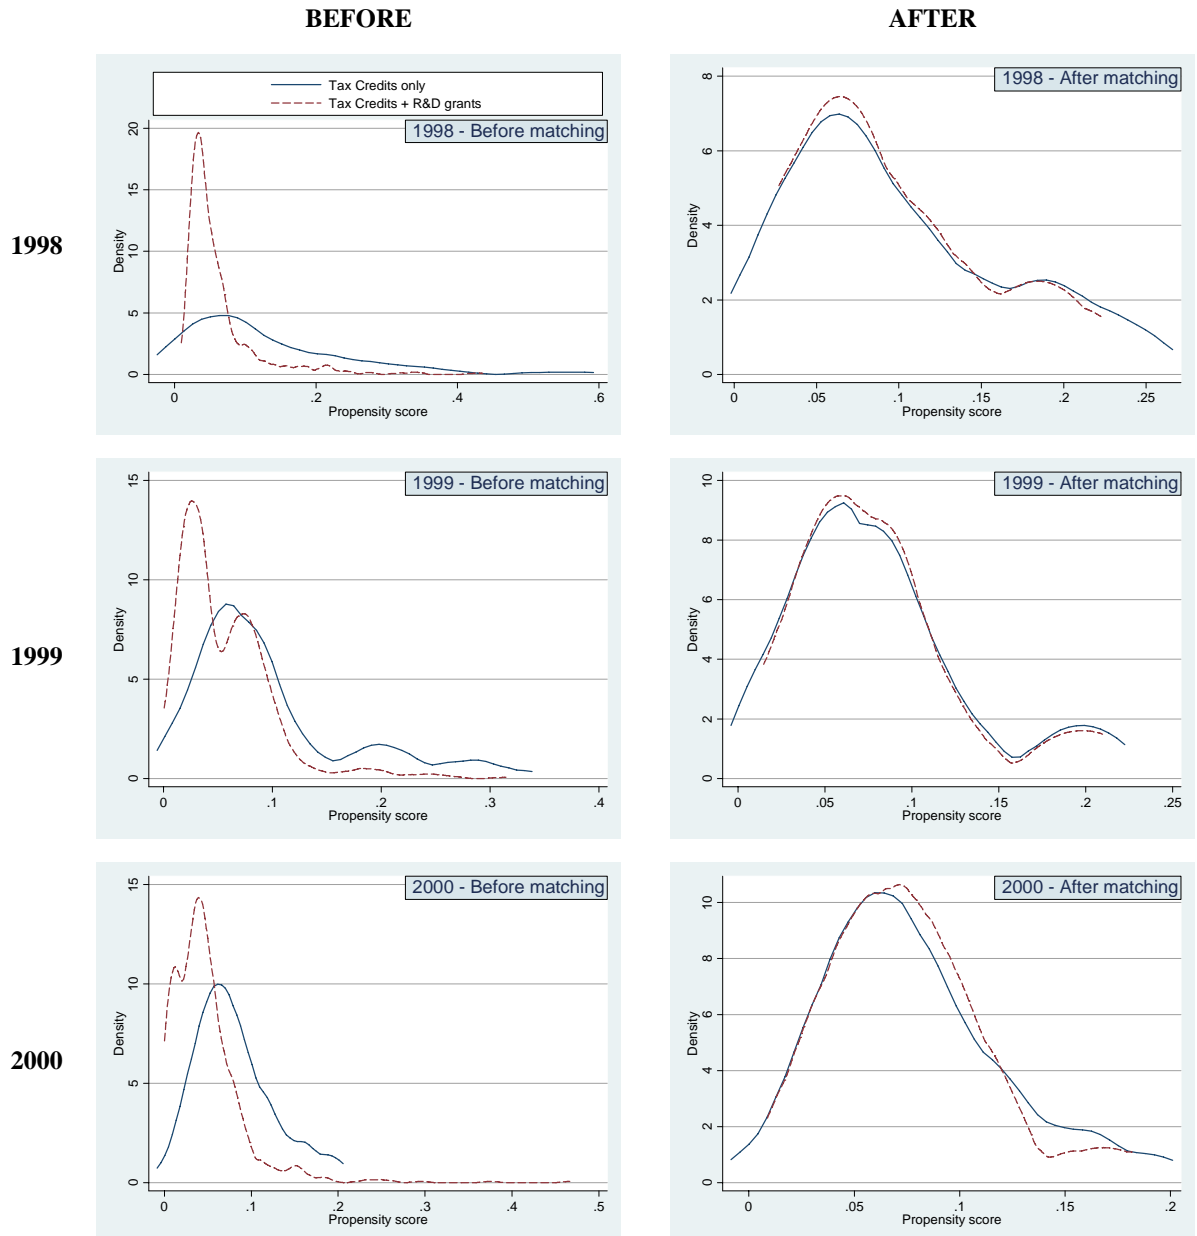 BEFORE
AFTER
1998
Tax Credits only
Tax Credits + R&D grants
1998 - Before matching
Density
0
5
10
15
20
0
.2
.4
.6
Propensity score
1998 - After matching
Density
0
2
4
6
8
0
.05
.1
.15
.2
.25
Propensity score
1999
1999 - Before matching
Density
0
5
10
15
0
.1
.2
.3
.4
Propensity score
1999 - After matching
Density
0
2
4
6
8
10
0
.05
.1
.15
.2
.25
Propensity score
2000
2000 - Before matching
Density
0
5
10
15
0
.1
.2
.3
.4
.5
Propensity score
2000 - After matching
Density
0
2
4
6
8
10
0
.05
.1
.15
.2
Propensity score